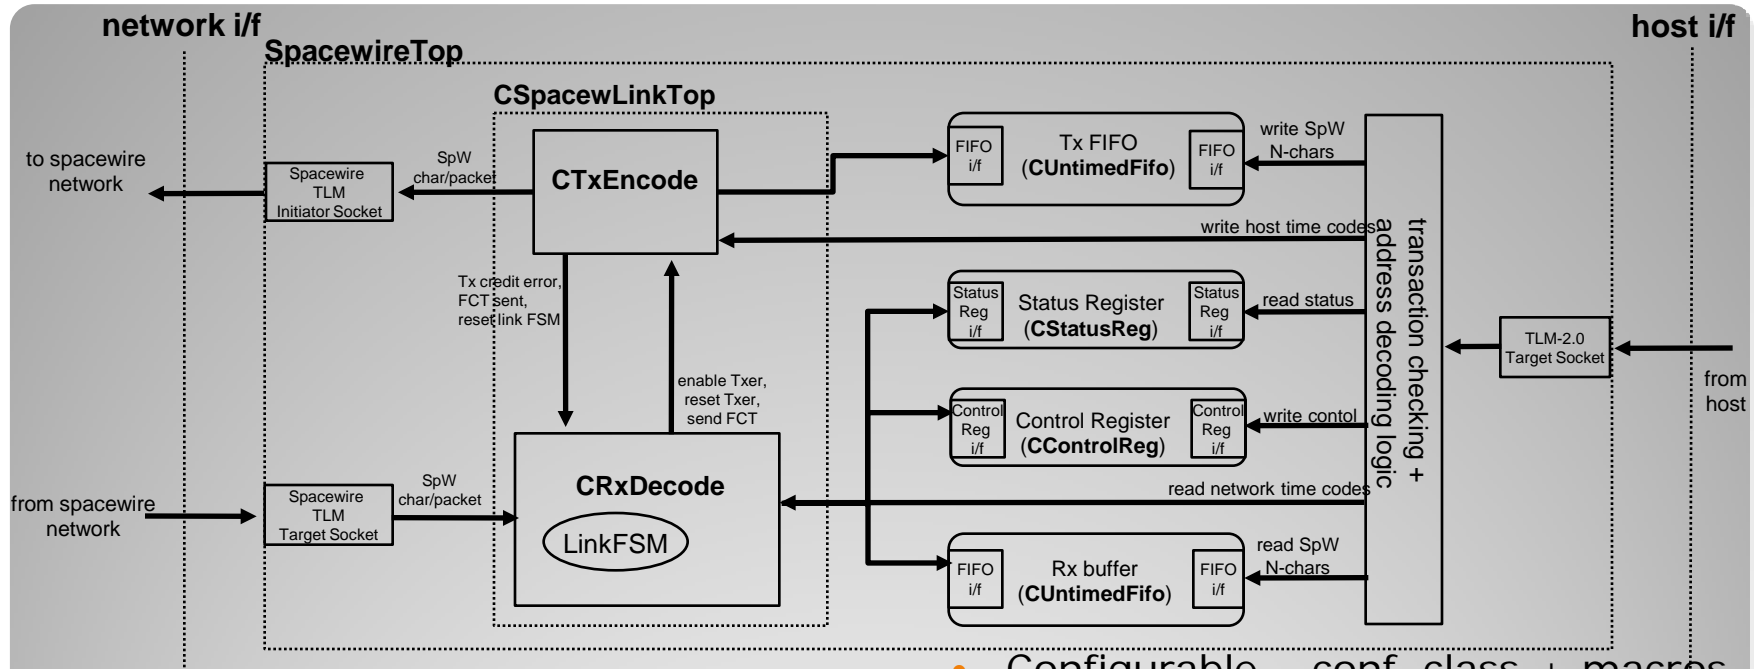 network i/f
host i/f
SpacewireTop
CSpacewLinkTop
to spacewire
network
Spacewire
TLM
Initiator Socket
SpW
char/packet
CTxEncode
FIFO
i/f
Tx FIFO
(CUntimedFifo)
FIFO
i/f
write SpW
N-chars
write host time codes
Tx credit error,
FCT sent,
reset link FSM
enable Txer,
reset Txer,
send FCT
Status
Reg
i/f
Status Register
(CStatusReg)
Status
Reg
i/f
read status
transaction checking +
address decoding logic
TLM-2.0
Target Socket
from
host
Control
Reg
i/f
Control Register
(CControlReg)
Control
Reg
i/f
write contol
read network time codes
from spacewire
network
Spacewire
TLM
Target Socket
SpW
char/packet
CRxDecode
LinkFSM
FIFO
i/f
Rx buffer
(CUntimedFifo)
FIFO
i/f
read SpW
N-chars
• Configurable conf class + macros